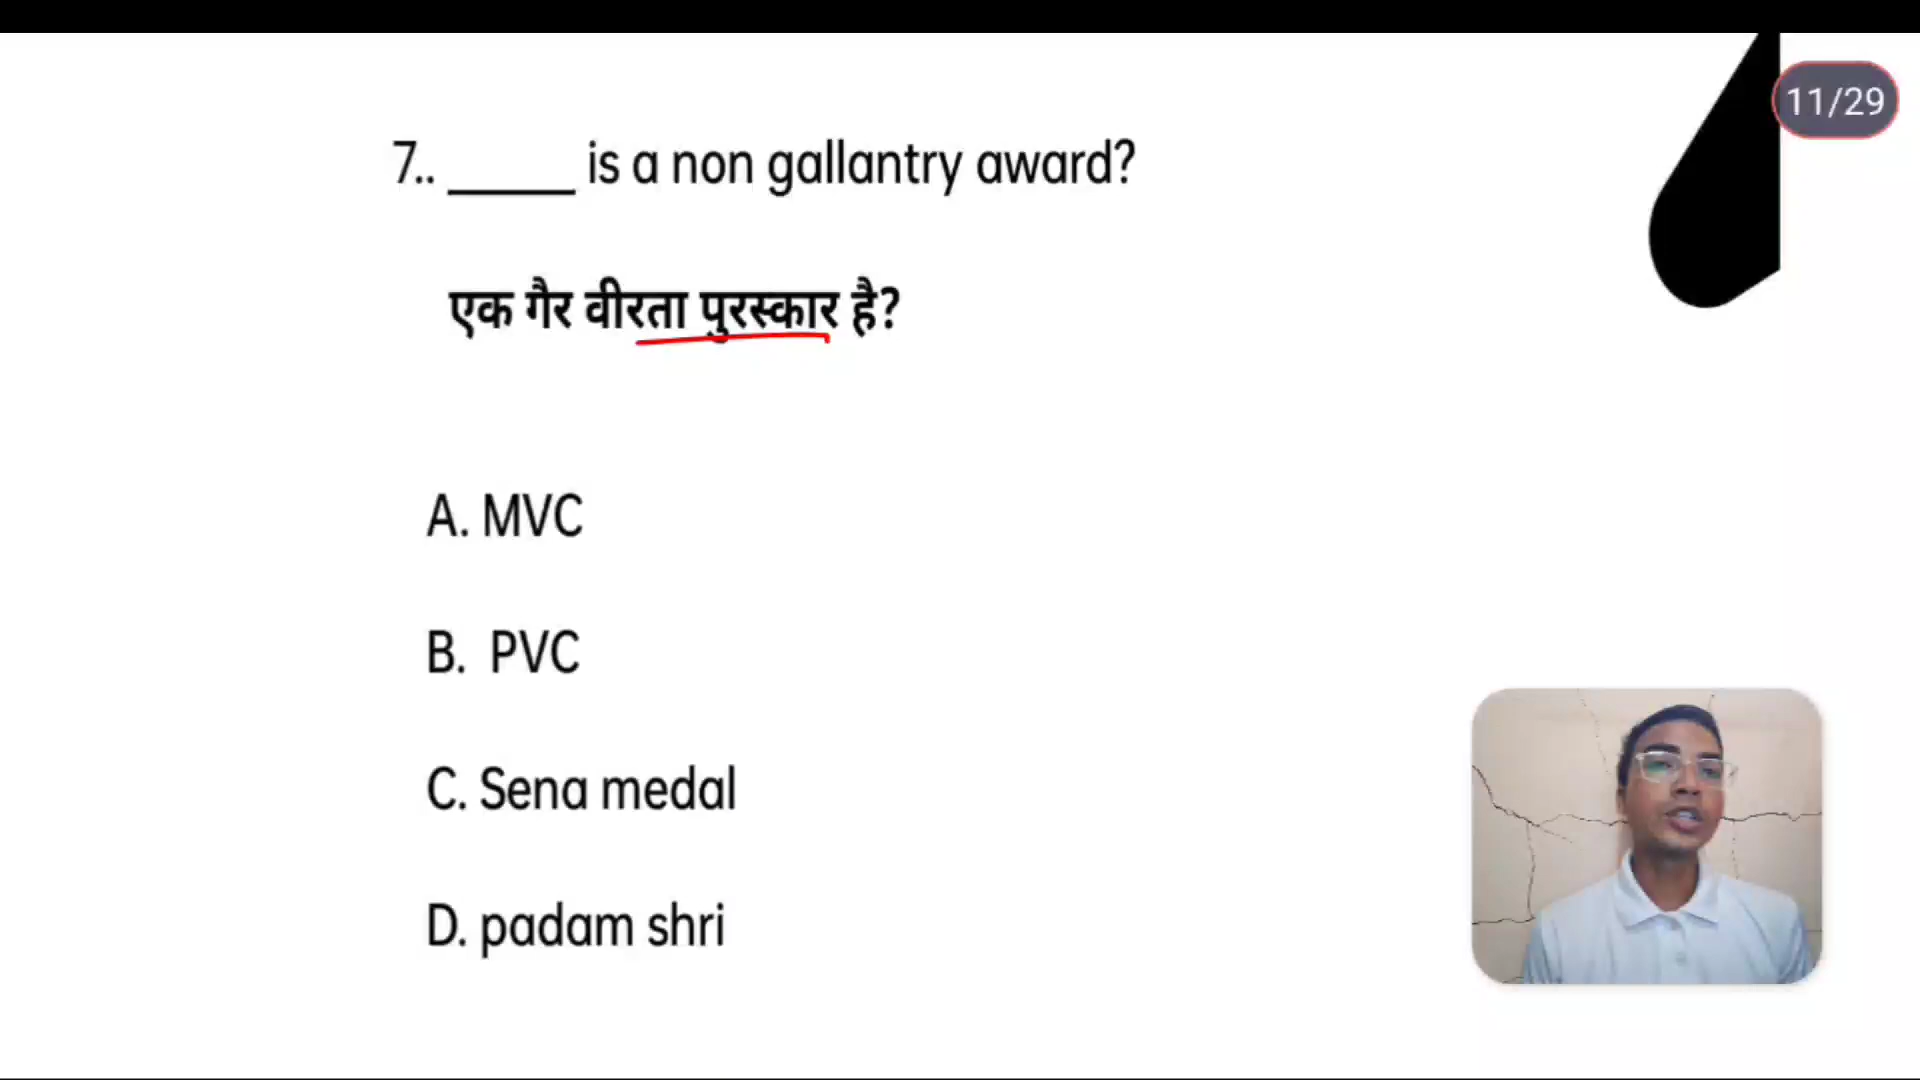 11/29
7.. _____ is a non gallantry award?
एक गैर वीरता पुरस्कार है?
A. MVC
B. PVC
C. Sena medal
D. padam shri